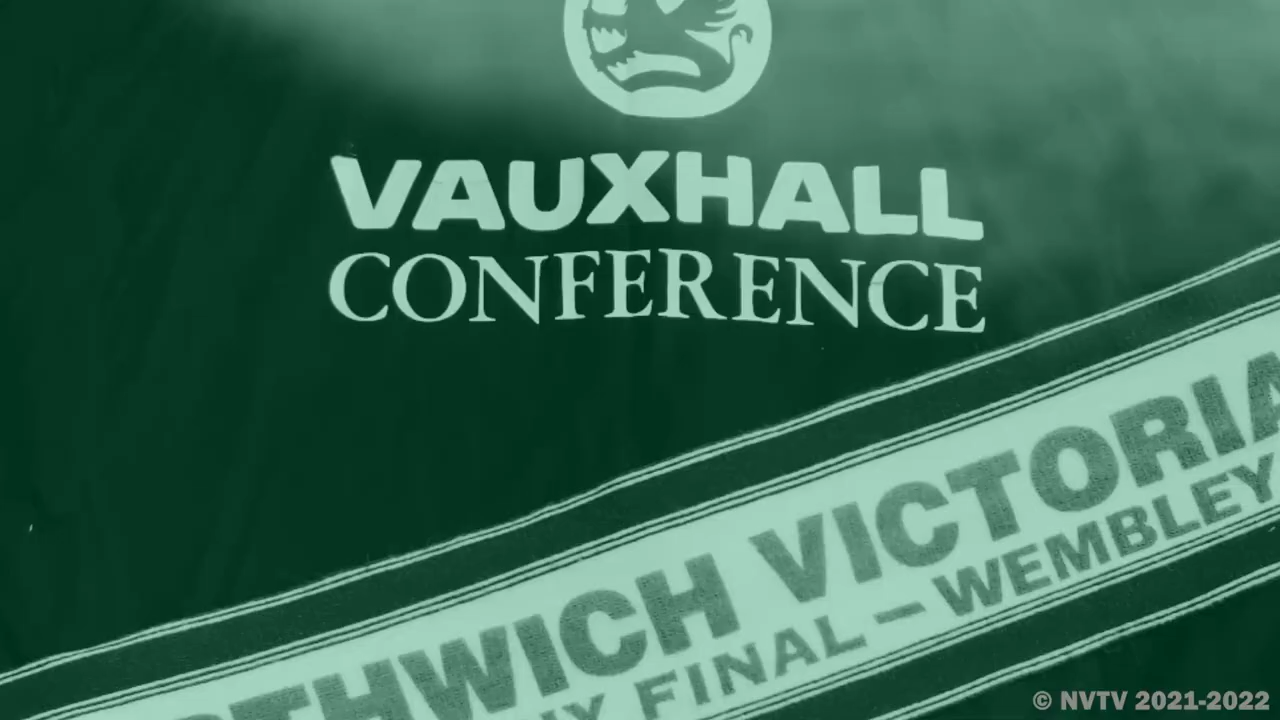 VAUXHALL
CONFERENCE
THWICH VICTORIA
FINAL – WEMBLEY
© NVTV 2021-2022